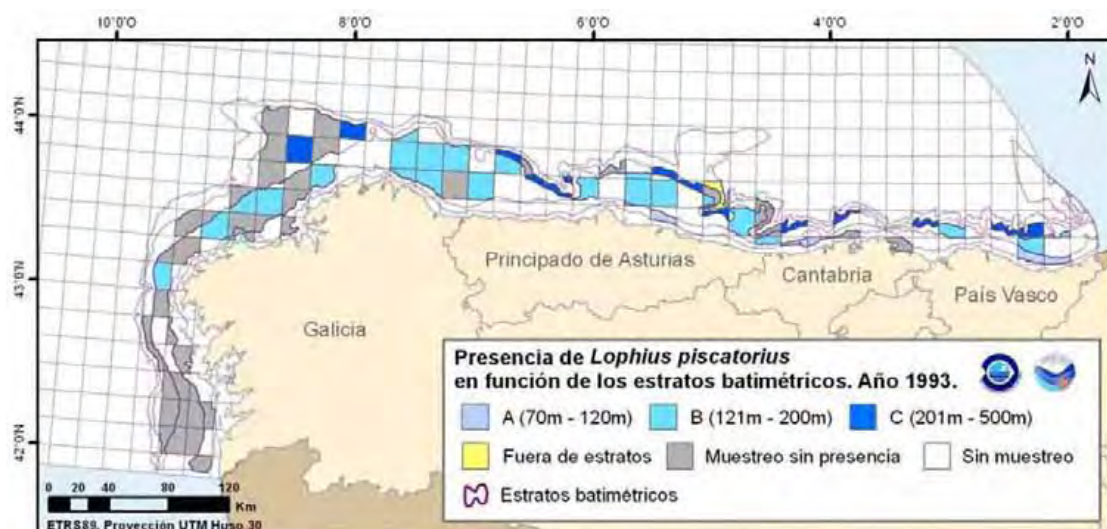 10°0'O 8°0'O 6°0'O 4°0'O 2°0'O
N
44°0'N
43°0'N
42°0'N
Principado de Asturias
Cantabria
País Vasco
Galicia
Presencia de Lophius piscatorius
en función de los estratos batimétricos. Año 1993.
A (70m - 120m) B (121m - 200m) C (201m - 500m)
Fuera de estratos Muestreo sin presencia Sin muestreo
Estratos batimétricos
0 20 40 80 120
Km
ETRS89. Proyección UTM Huso 30